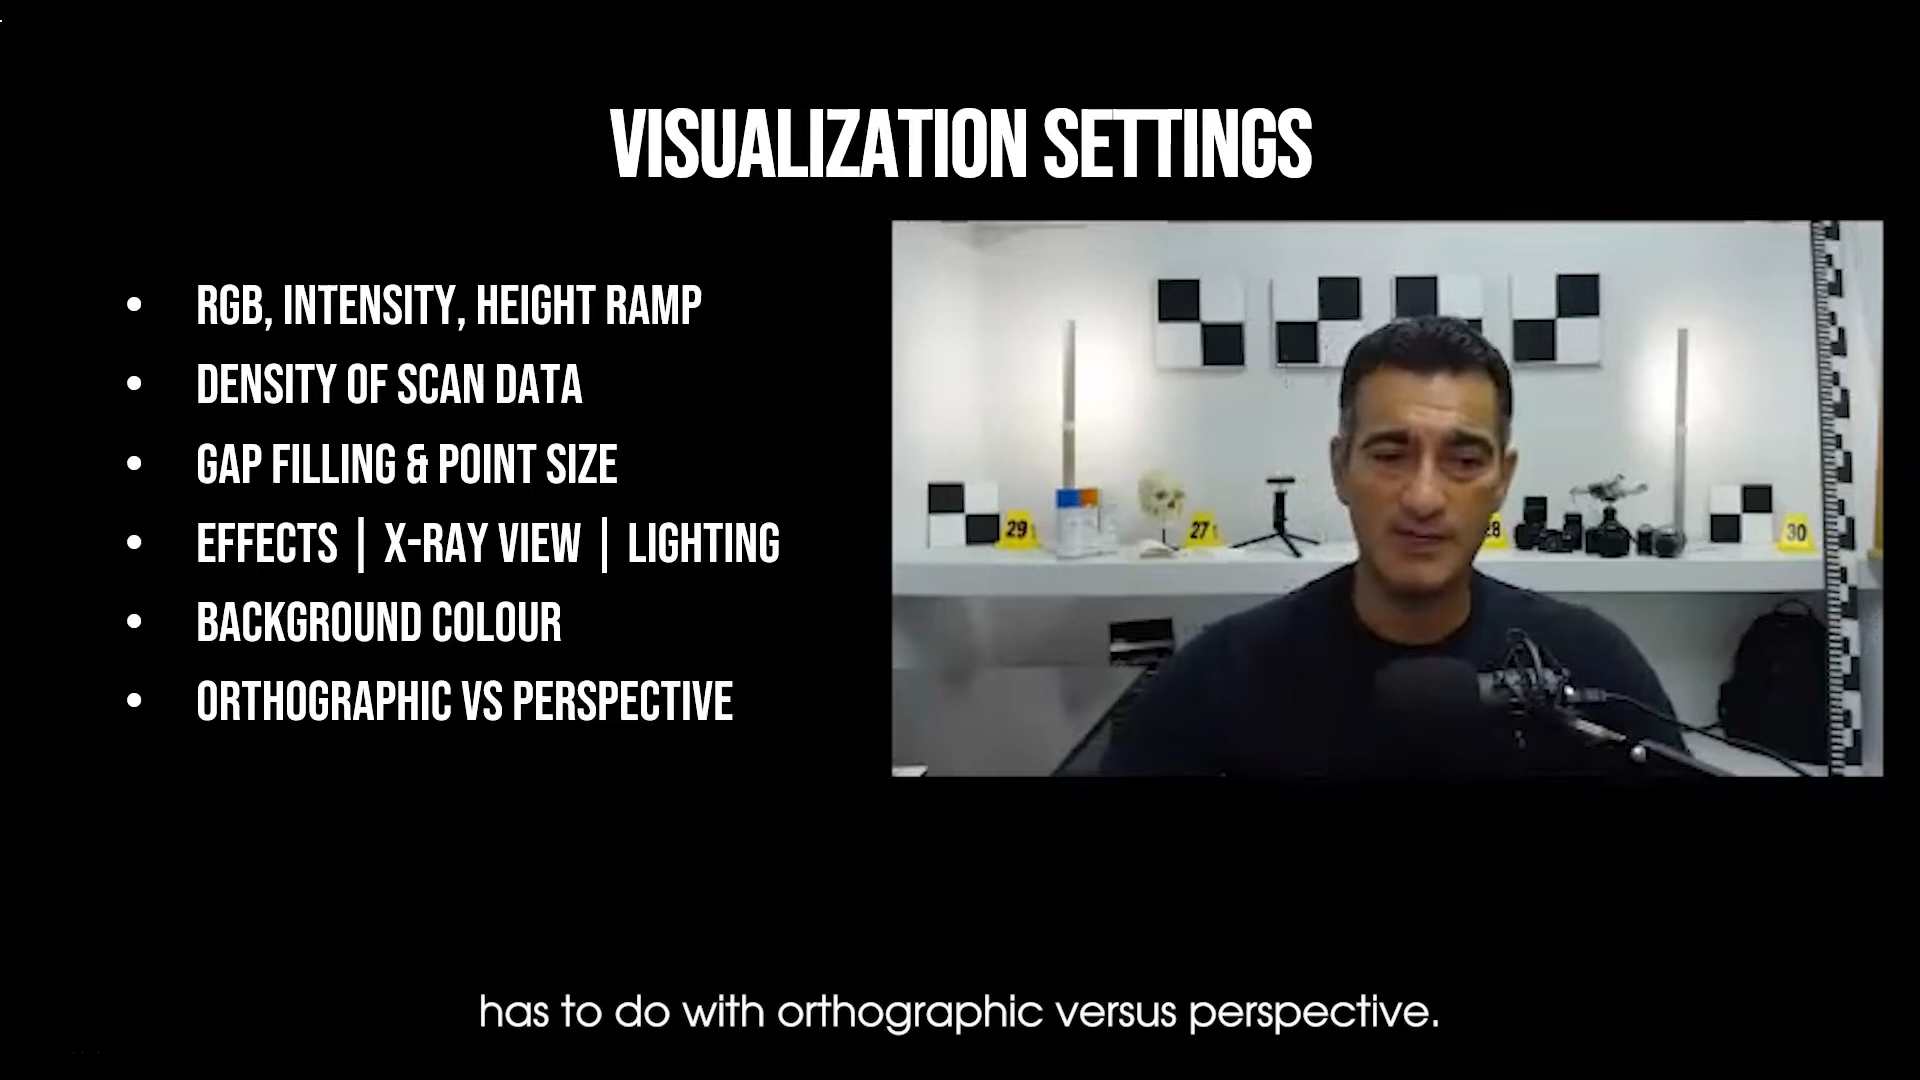 VISUALIZATION SETTINGS
• RGB, INTENSITY, HEIGHT RAMP
• DENSITY OF SCAN DATA
• GAP FILLING & POINT SIZE
• EFFECTS | X-RAY VIEW | LIGHTING
• BACKGROUND COLOUR
• ORTHOGRAPHIC VS PERSPECTIVE
29
27
28
30
has to do with orthographic versus perspective.